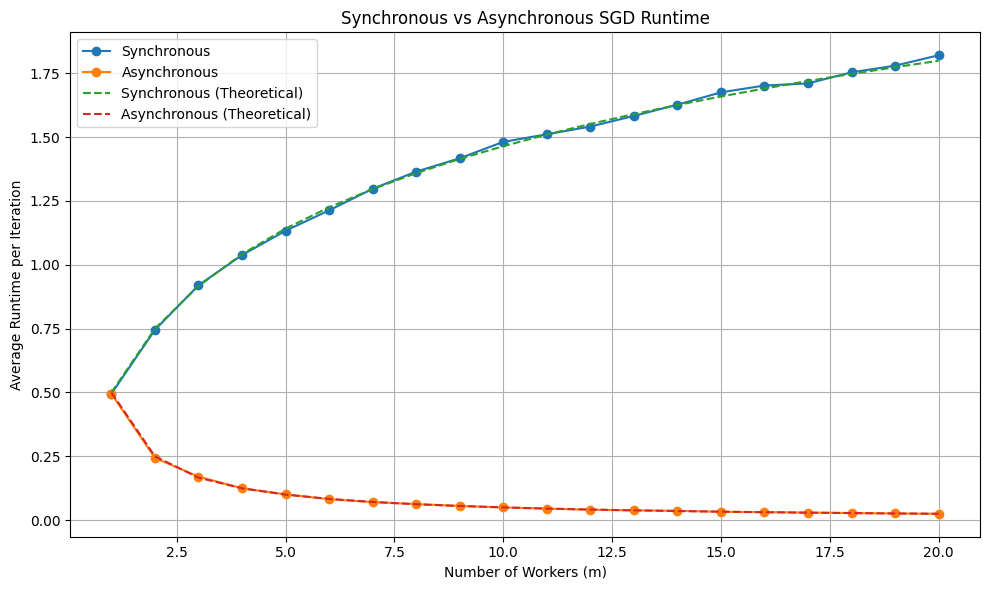 Synchronous vs Asynchronous SGD Runtime
Synchronous
Asynchronous
Synchronous (Theoretical)
Asynchronous (Theoretical)
Average Runtime per Iteration
1.75
1.50
1.25
1.00
0.75
0.50
0.25
0.00
2.5 5.0 7.5 10.0 12.5 15.0 17.5 20.0
Number of Workers (m)